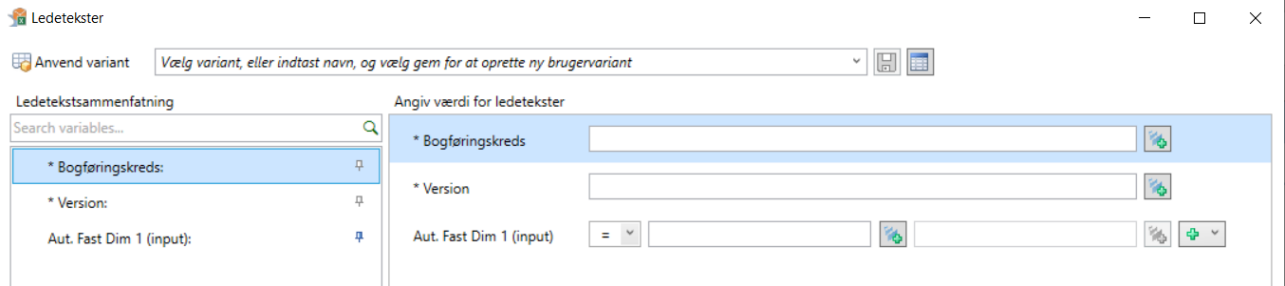 Ledetekster
Anvend variant
Vælg variant, eller indtast navn, og vælg gem for at oprette ny brugervariant
Ledetekstsammenfatning
Search variables...
* Bogføringskreds:
* Version:
Aut. Fast Dim 1 (input):
Angiv værdi for ledetekster
* Bogføringskreds
* Version
Aut. Fast Dim 1 (input)
=